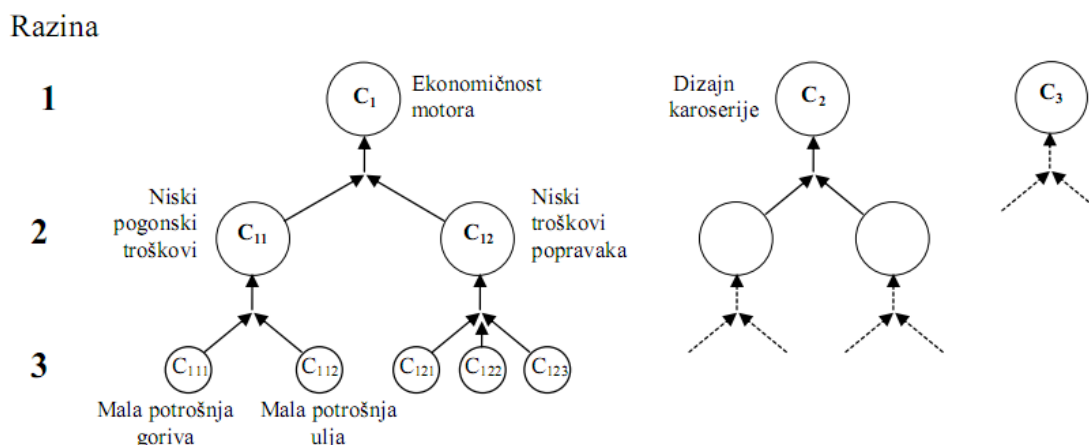 Razina
1
C₁
Ekonomičnost
motora
Dizajn
karoserije
C₂
C₃
2
Niski
pogonski
troškovi
C₁₁
C₁₂
Niski
troškovi
popravaka
3
C₁₁₁
C₁₁₂
C₁₂₁
C₁₂₂
C₁₂₃
Mala potrošnja
goriva
Mala potrošnja
ulja